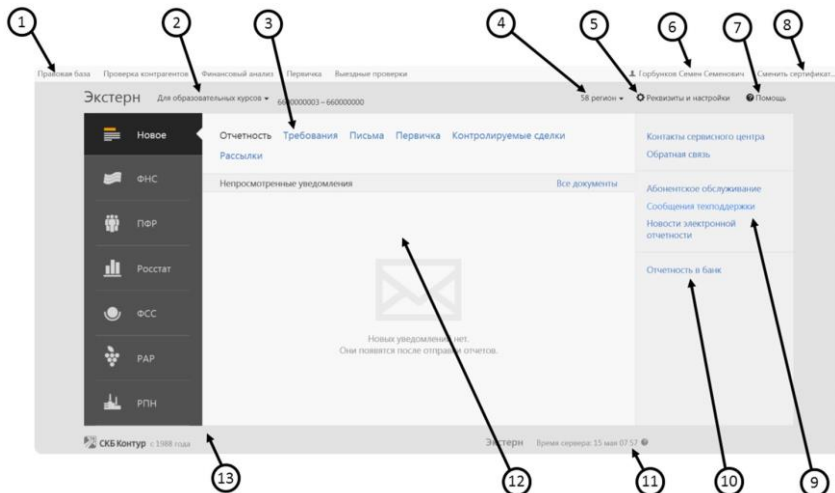 1 2 3 4 5 6 7 8
Правовая база Проверка контрагентов Финансовый анализ Первичка Выездные проверки Горбунков Семен Семенович Сменить сертификат...
Экстерн Для образовательных курсов 6600000003-660000000 58 регион Реквизиты и настройки Помощь
Новое Отчетность Требования Письма Первичка Контролируемые сделки Контакты сервисного центра
Рассылки Обратная связь
ФНС Непросмотренные уведомления Все документы Абонентское обслуживание
Сообщения техподдержки
ПФР Новости электронной
отчетности
Росстат Отчетность в банк
ФСС
Новых уведомлений нет.
РАР Они появятся после отправки отчетов.
РПН
СКБ Контур с 1988 года Экстерн Время сервера: 15 мая 07:57
13 12 11 10 9